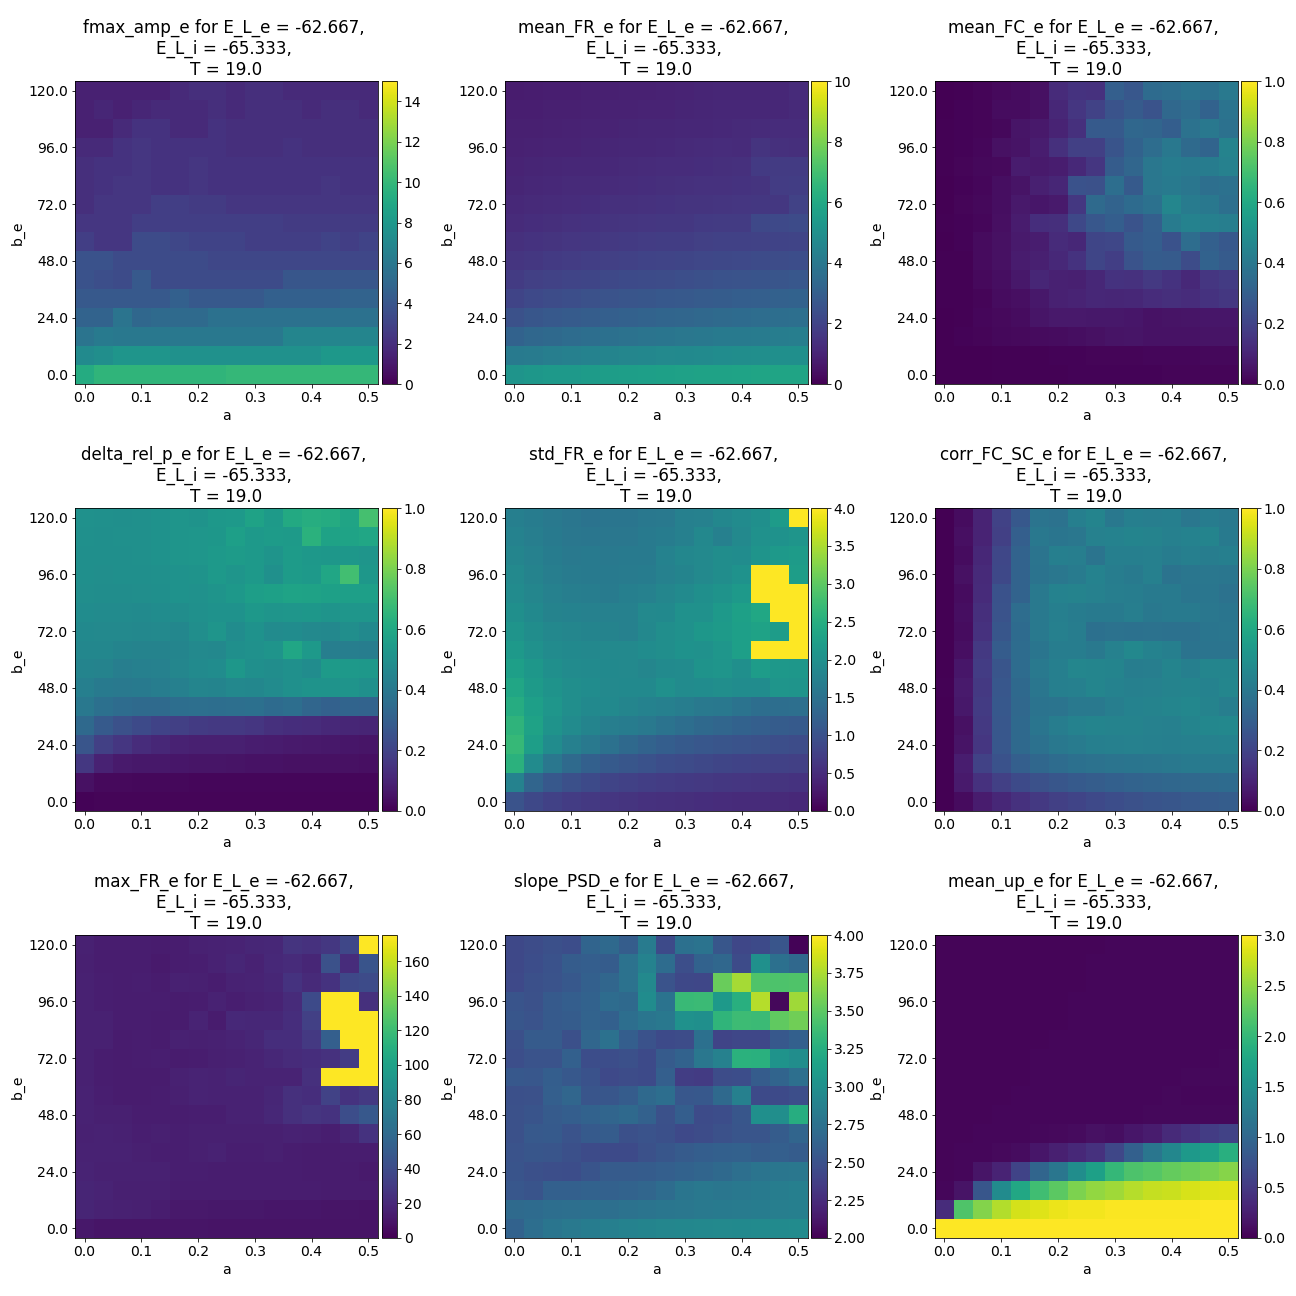 fmax_amp_e for E_L_e = -62.667,
E_L_i = -65.333,
T = 19.0
120.0
96.0
72.0
48.0
24.0
0.0
b_e
0.0 0.1 0.2 0.3 0.4 0.5
a
14
12
10
8
6
4
2
0
mean_FR_e for E_L_e = -62.667,
E_L_i = -65.333,
T = 19.0
120.0
96.0
72.0
48.0
24.0
0.0
b_e
0.0 0.1 0.2 0.3 0.4 0.5
a
10
8
6
4
2
0
mean_FC_e for E_L_e = -62.667,
E_L_i = -65.333,
T = 19.0
120.0
96.0
72.0
48.0
24.0
0.0
b_e
0.0 0.1 0.2 0.3 0.4 0.5
a
1.0
0.8
0.6
0.4
0.2
0.0
delta_rel_p_e for E_L_e = -62.667,
E_L_i = -65.333,
T = 19.0
120.0
96.0
72.0
48.0
24.0
0.0
b_e
0.0 0.1 0.2 0.3 0.4 0.5
a
1.0
0.8
0.6
0.4
0.2
0.0
std_FR_e for E_L_e = -62.667,
E_L_i = -65.333,
T = 19.0
120.0
96.0
72.0
48.0
24.0
0.0
b_e
0.0 0.1 0.2 0.3 0.4 0.5
a
4.0
3.5
3.0
2.5
2.0
1.5
1.0
0.5
0.0
corr_FC_SC_e for E_L_e = -62.667,
E_L_i = -65.333,
T = 19.0
120.0
96.0
72.0
48.0
24.0
0.0
b_e
0.0 0.1 0.2 0.3 0.4 0.5
a
1.0
0.8
0.6
0.4
0.2
0.0
max_FR_e for E_L_e = -62.667,
E_L_i = -65.333,
T = 19.0
120.0
96.0
72.0
48.0
24.0
0.0
b_e
0.0 0.1 0.2 0.3 0.4 0.5
a
160
140
120
100
80
60
40
20
0
slope_PSD_e for E_L_e = -62.667,
E_L_i = -65.333,
T = 19.0
120.0
96.0
72.0
48.0
24.0
0.0
b_e
0.0 0.1 0.2 0.3 0.4 0.5
a
4.00
3.75
3.50
3.25
3.00
2.75
2.50
2.25
2.00
mean_up_e for E_L_e = -62.667,
E_L_i = -65.333,
T = 19.0
120.0
96.0
72.0
48.0
24.0
0.0
b_e
0.0 0.1 0.2 0.3 0.4 0.5
a
3.0
2.5
2.0
1.5
1.0
0.5
0.0